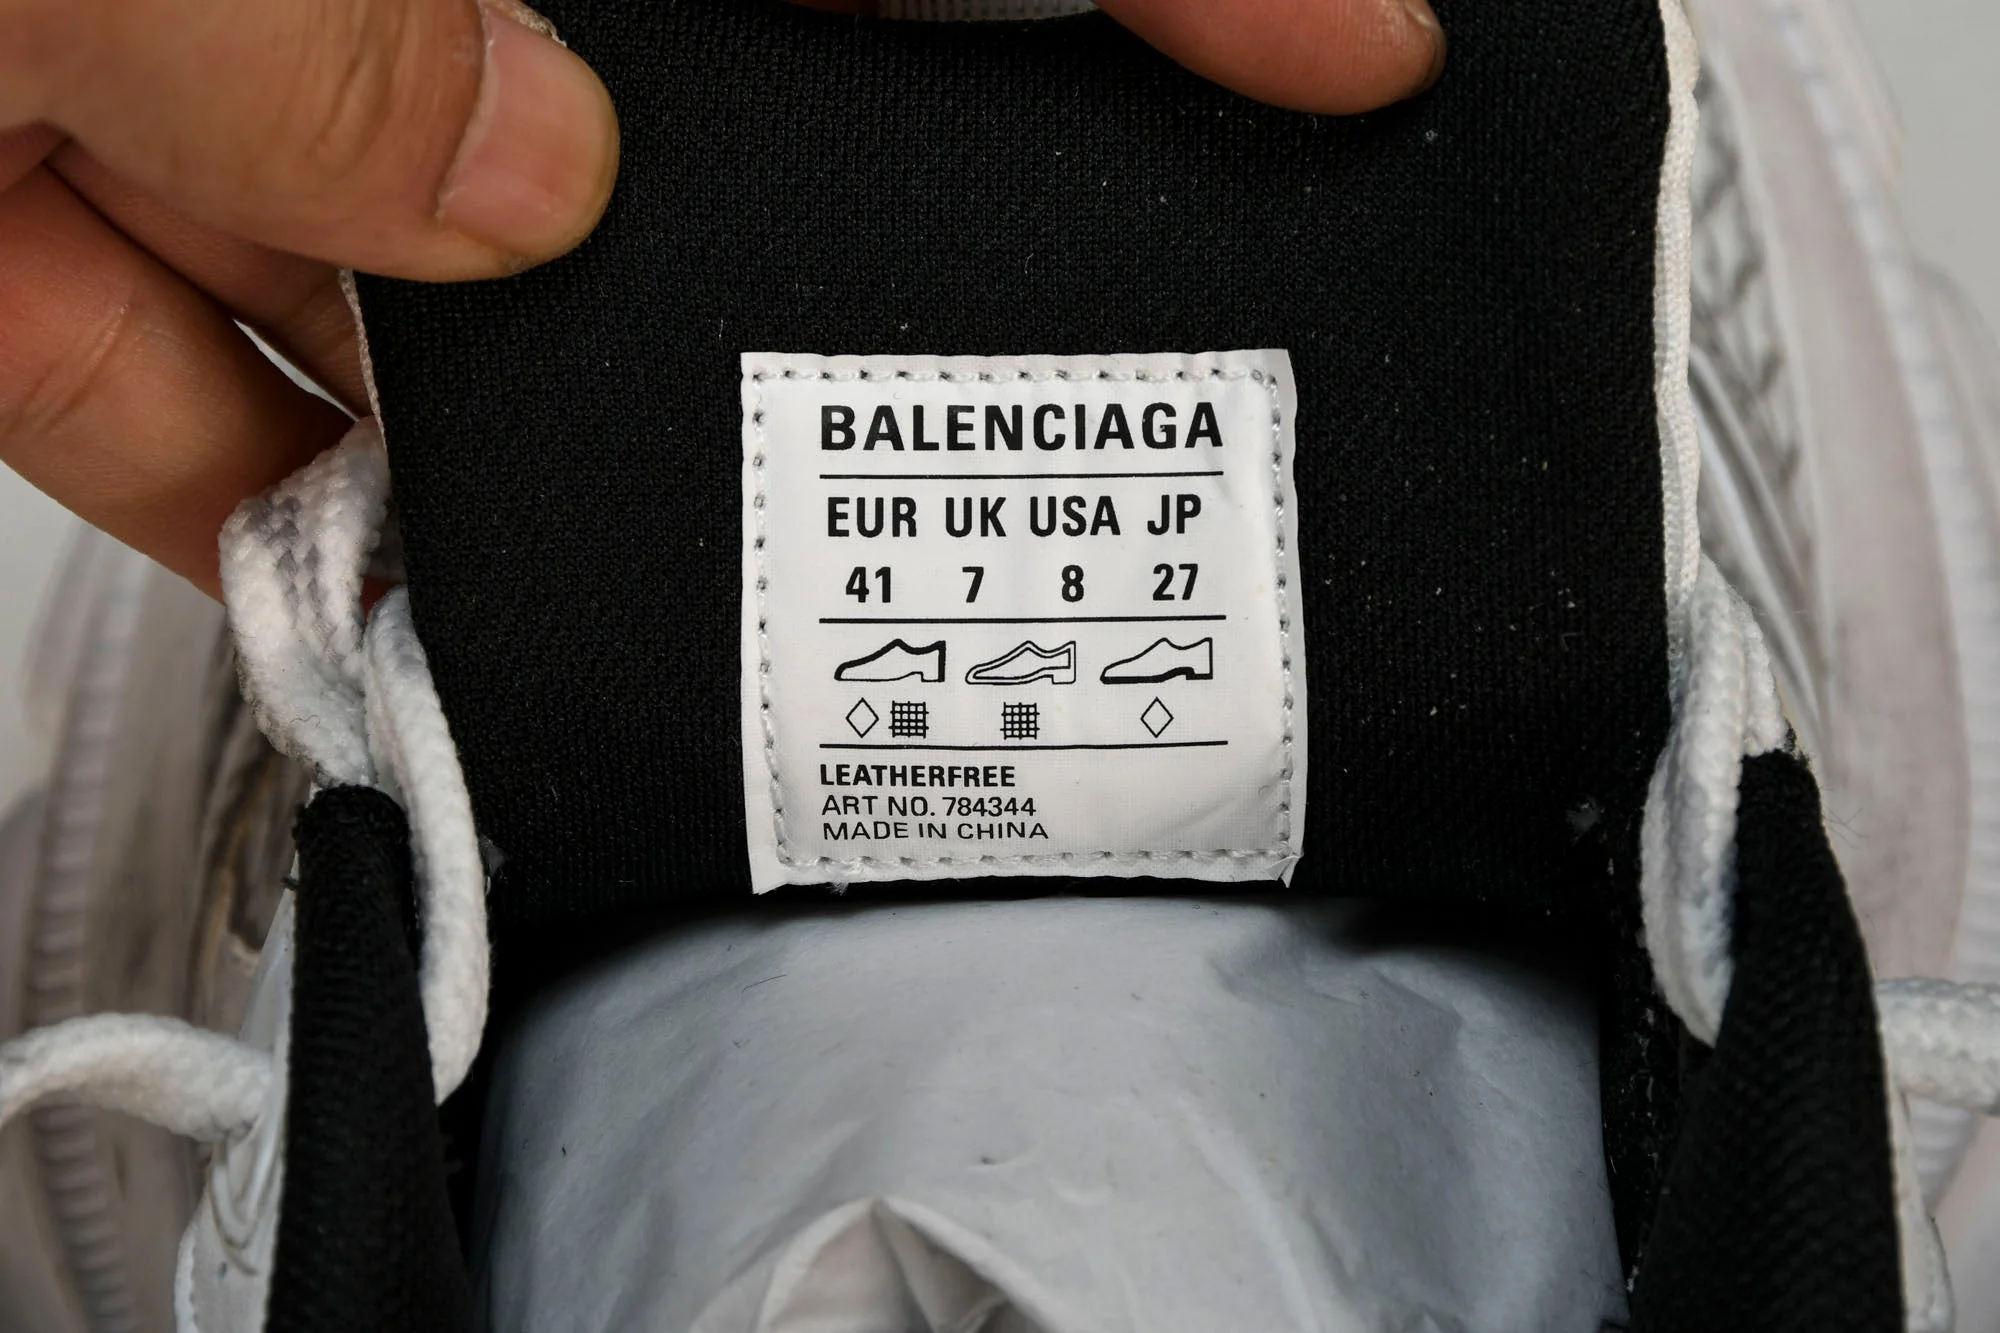 BALENCIAGA
EUR UK USA JP
41 7 8 27
LEATHERFREE
ART NO. 784344
MADE IN CHINA